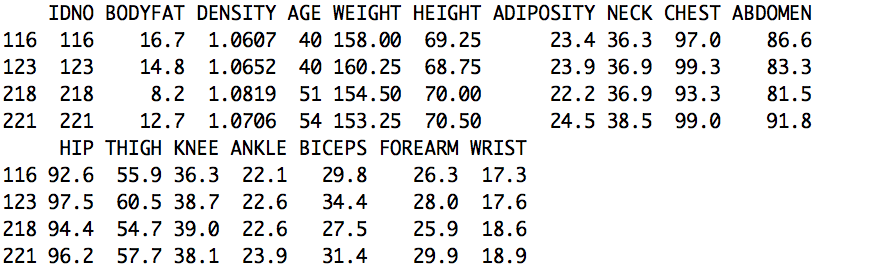 IDNO BODYFAT DENSITY AGE WEIGHT HEIGHT ADIPOSITY NECK CHEST ABDOMEN
116 116 16.7 1.0607 40 158.00 69.25 23.4 36.3 97.0 86.6
123 123 14.8 1.0652 40 160.25 68.75 23.9 36.9 99.3 83.3
218 218 8.2 1.0819 51 154.50 70.00 22.2 36.9 93.3 81.5
221 221 12.7 1.0706 54 153.25 70.50 24.5 38.5 99.0 91.8
HIP THIGH KNEE ANKLE BICEPS FOREARM WRIST
116 92.6 55.9 36.3 22.1 29.8 26.3 17.3
123 97.5 60.5 38.7 22.6 34.4 28.0 17.6
218 94.4 54.7 39.0 22.6 27.5 25.9 18.6
221 96.2 57.7 38.1 23.9 31.4 29.9 18.9